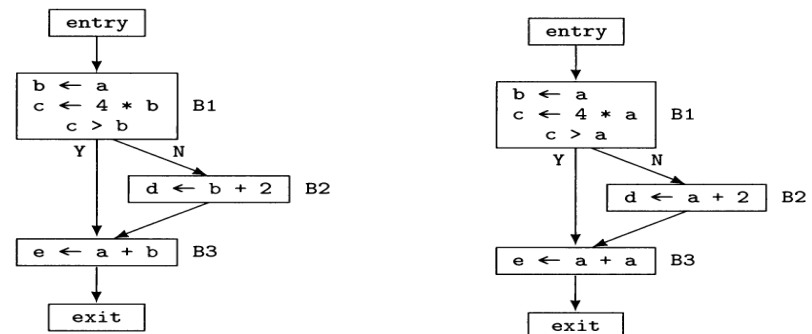 entry
b ← a
c ← 4 * b
c > b
B1
Y
N
d ← b + 2
B2
e ← a + b
B3
exit
entry
b ← a
c ← 4 * a
c > a
B1
Y
N
d ← a + 2
B2
e ← a + a
B3
exit